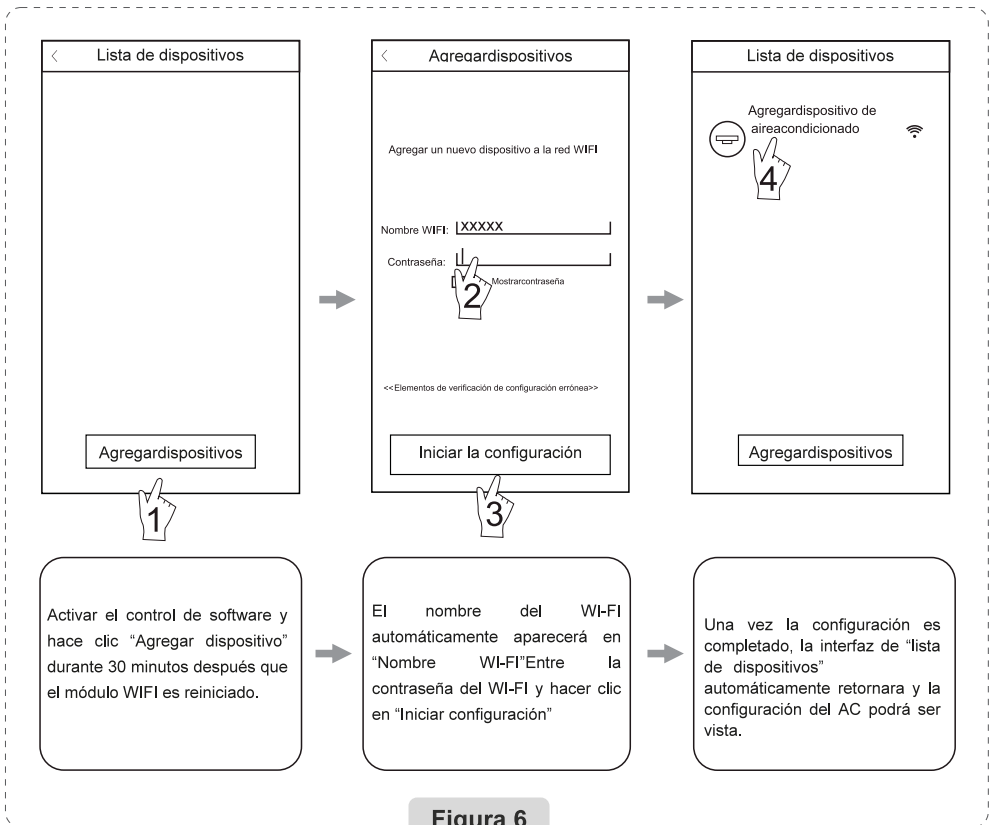 Lista de dispositivos
Agregardispositivos
1
Agregardispositivos
Agregar un nuevo dispositivo a la red WIFI
Nombre WIFI:
XXXXX
Contraseña:
Mostrarcontraseña
2
<<Elementos de verificación de configuración errónea>>
Iniciar la configuración
3
Lista de dispositivos
Agregardispositivo de
aireacondicionado
4
Agregardispositivos
Activar el control de software y
hace clic “Agregar dispositivo”
durante 30 minutos después que
el módulo WIFI es reiniciado.
El nombre del WI-FI
automáticamente aparecerá en
“Nombre WI-FI”Entre la
contraseña del WI-FI y hacer clic
en “Iniciar configuración”
Una vez la configuración es
completado, la interfaz de “lista
de dispositivos”
automáticamente retornara y la
configuración del AC podrá ser
vista.
Figura 6